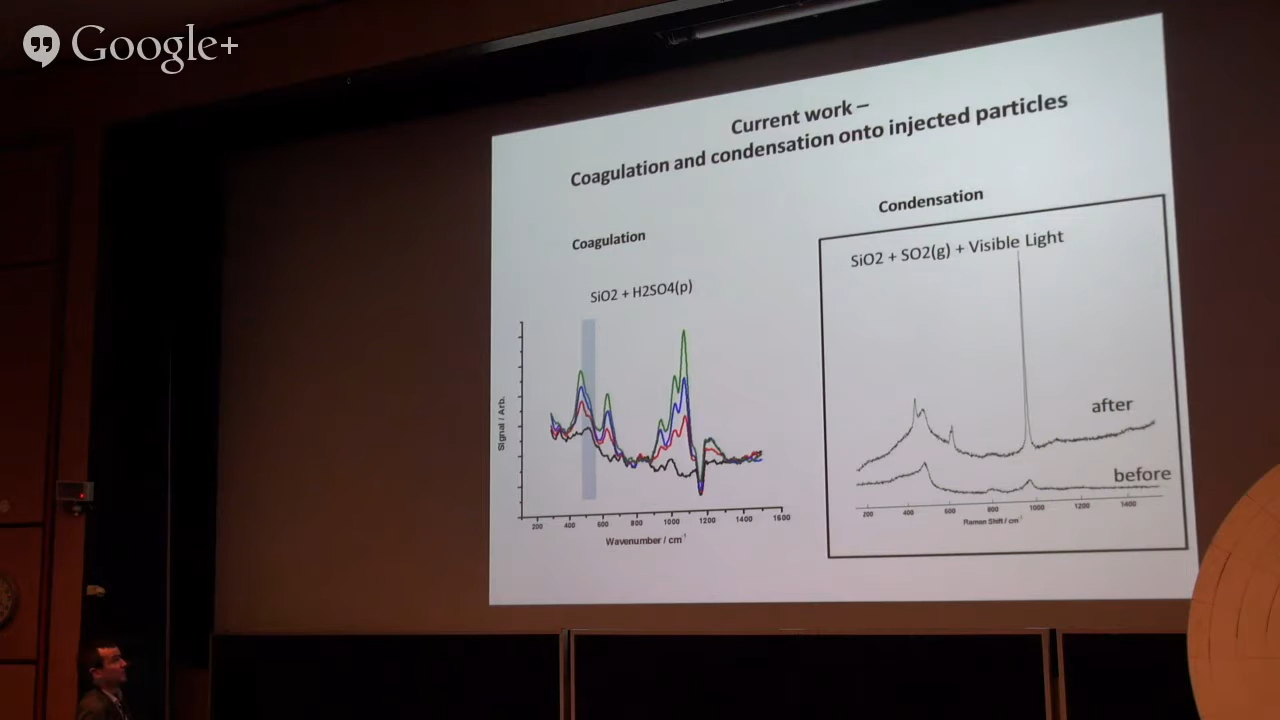 Google+
Current work –
Coagulation and condensation onto injected particles
Coagulation
Condensation
SiO2 + H2SO4(p)
SiO2 + SO2(g) + Visible Light
Signal / Arb.
200 400 600 800 1000 1200 1400 1600
Wavenumber / cm-1
after
before
200 400 600 800 1000 1200 1400
Raman Shift / cm-1